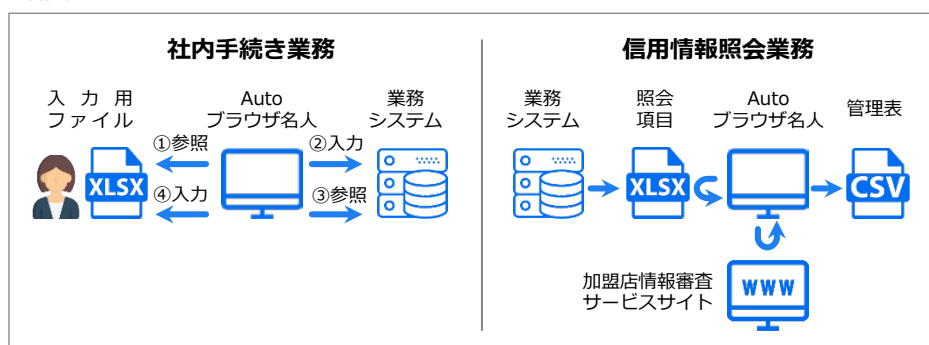 社内手続き業務
入力用
ファイル
Auto
ブラウザ名人
業務
システム
①参照
②入力
XLSX
④入力
③参照
信用情報照会業務
業務
システム
照会
項目
Auto
ブラウザ名人
管理表
XLSX
CSV
加盟店情報審査
サービスサイト
WWW